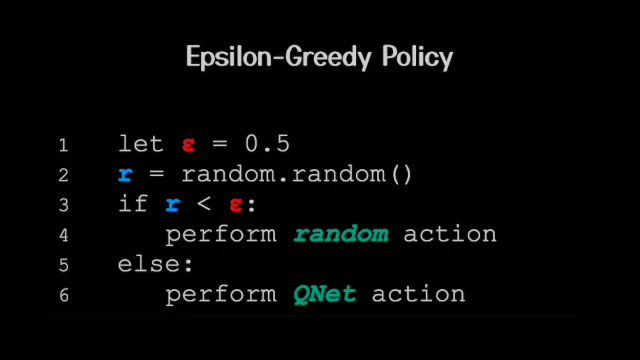 Epsilon-Greedy Policy
1 let ε = 0.5
2 r = random.random()
3 if r < ε:
4 perform random action
5 else:
6 perform QNet action